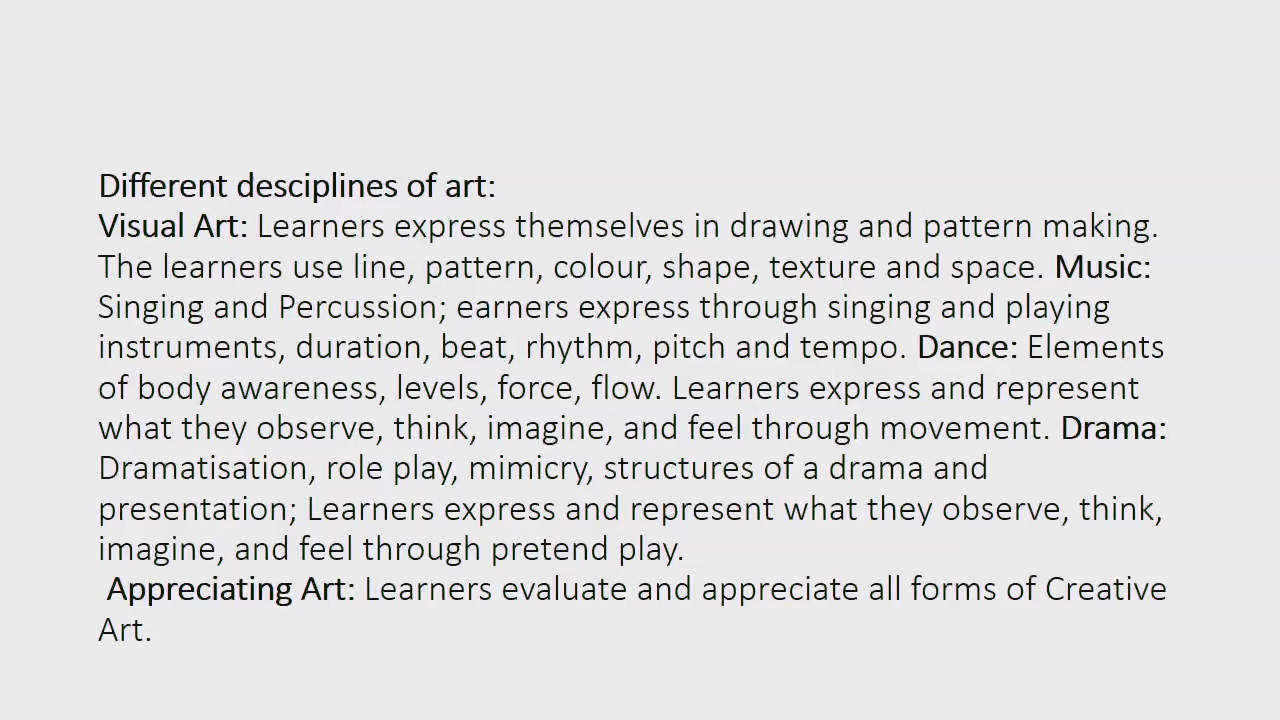 Different desciplines of art:
Visual Art: Learners express themselves in drawing and pattern making.
The learners use line, pattern, colour, shape, texture and space. Music:
Singing and Percussion; earners express through singing and playing
instruments, duration, beat, rhythm, pitch and tempo. Dance: Elements
of body awareness, levels, force, flow. Learners express and represent
what they observe, think, imagine, and feel through movement. Drama:
Dramatisation, role play, mimicry, structures of a drama and
presentation; Learners express and represent what they observe, think,
imagine, and feel through pretend play.
Appreciating Art: Learners evaluate and appreciate all forms of Creative
Art.